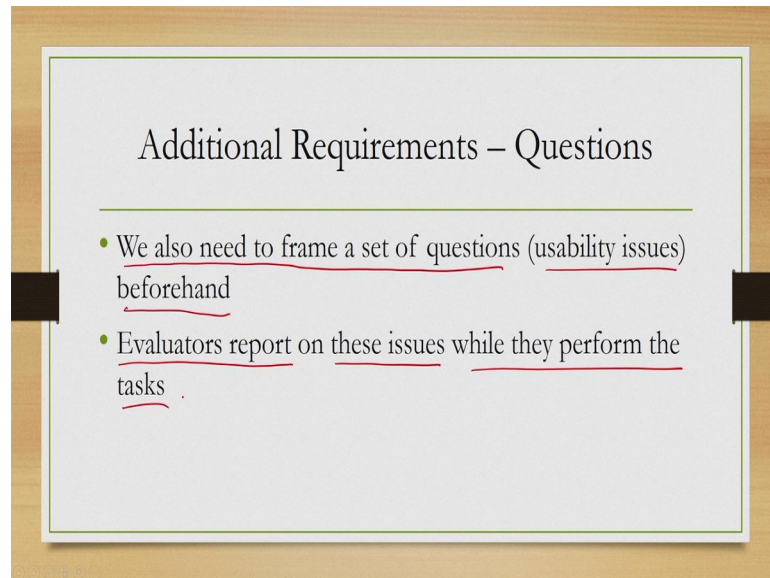 Additional Requirements – Questions
• We also need to frame a set of questions (usability issues)
beforehand
• Evaluators report on these issues while they perform the
tasks